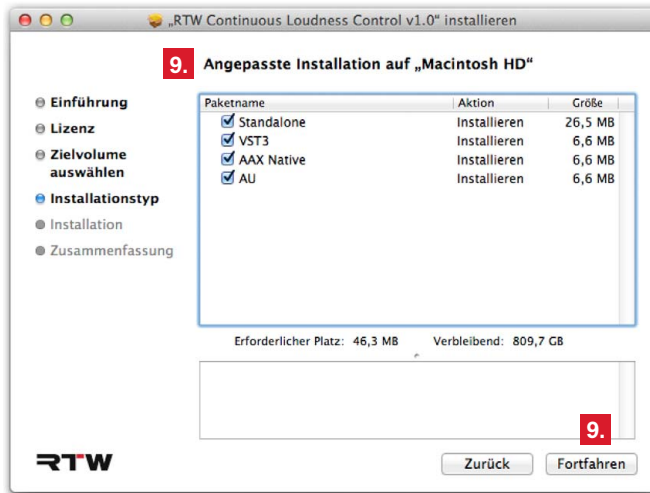 „RTW Continuous Loudness Control v1.0“ installieren
9. Angepasste Installation auf „Macintosh HD“
Einführung
Lizenz
Zielvolume
auswählen
Installationstyp
Installation
Zusammenfassung
Paketname Aktion Größe
Standalone Installieren 26,5 MB
VST3 Installieren 6,6 MB
AAX Native Installieren 6,6 MB
AU Installieren 6,6 MB
Erforderlicher Platz: 46,3 MB Verbleibend: 809,7 GB
9.
RTW
Zurück Fortfahren